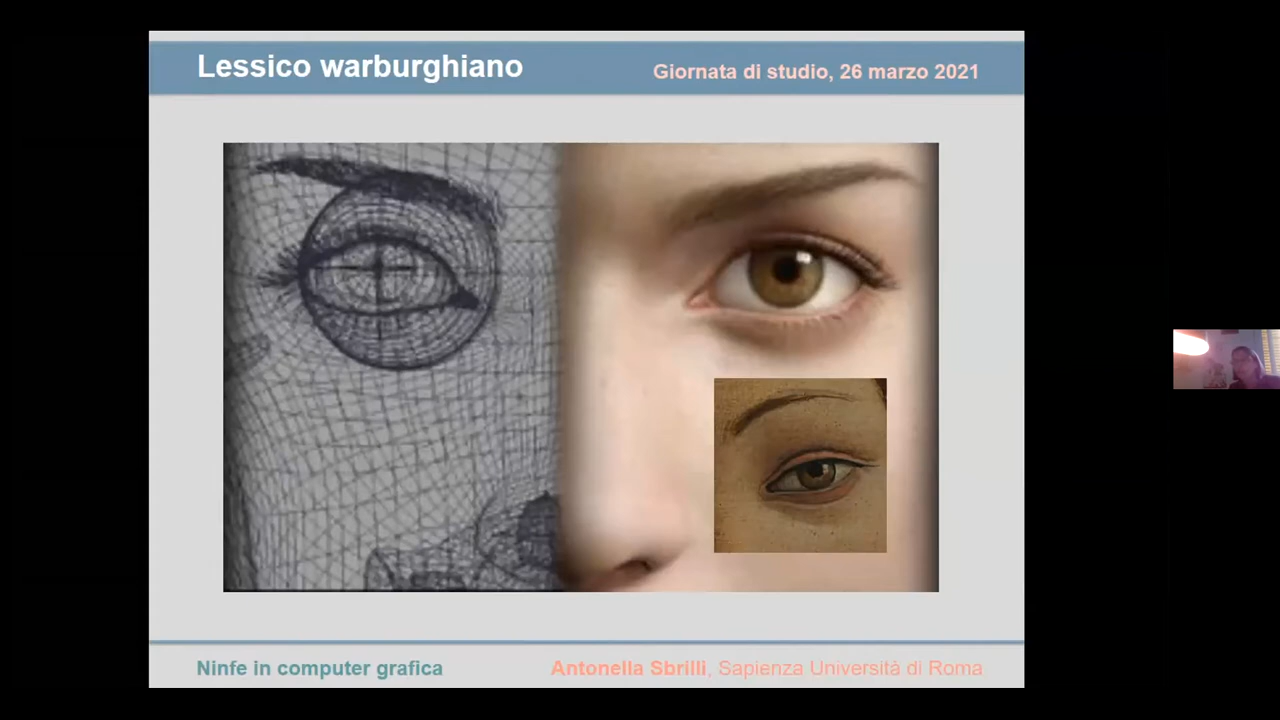 Lessico warburghiano
Giornata di studio, 26 marzo 2021
Ninfe in computer grafica
Antonella Sbrilli, Sapienza Università di Roma